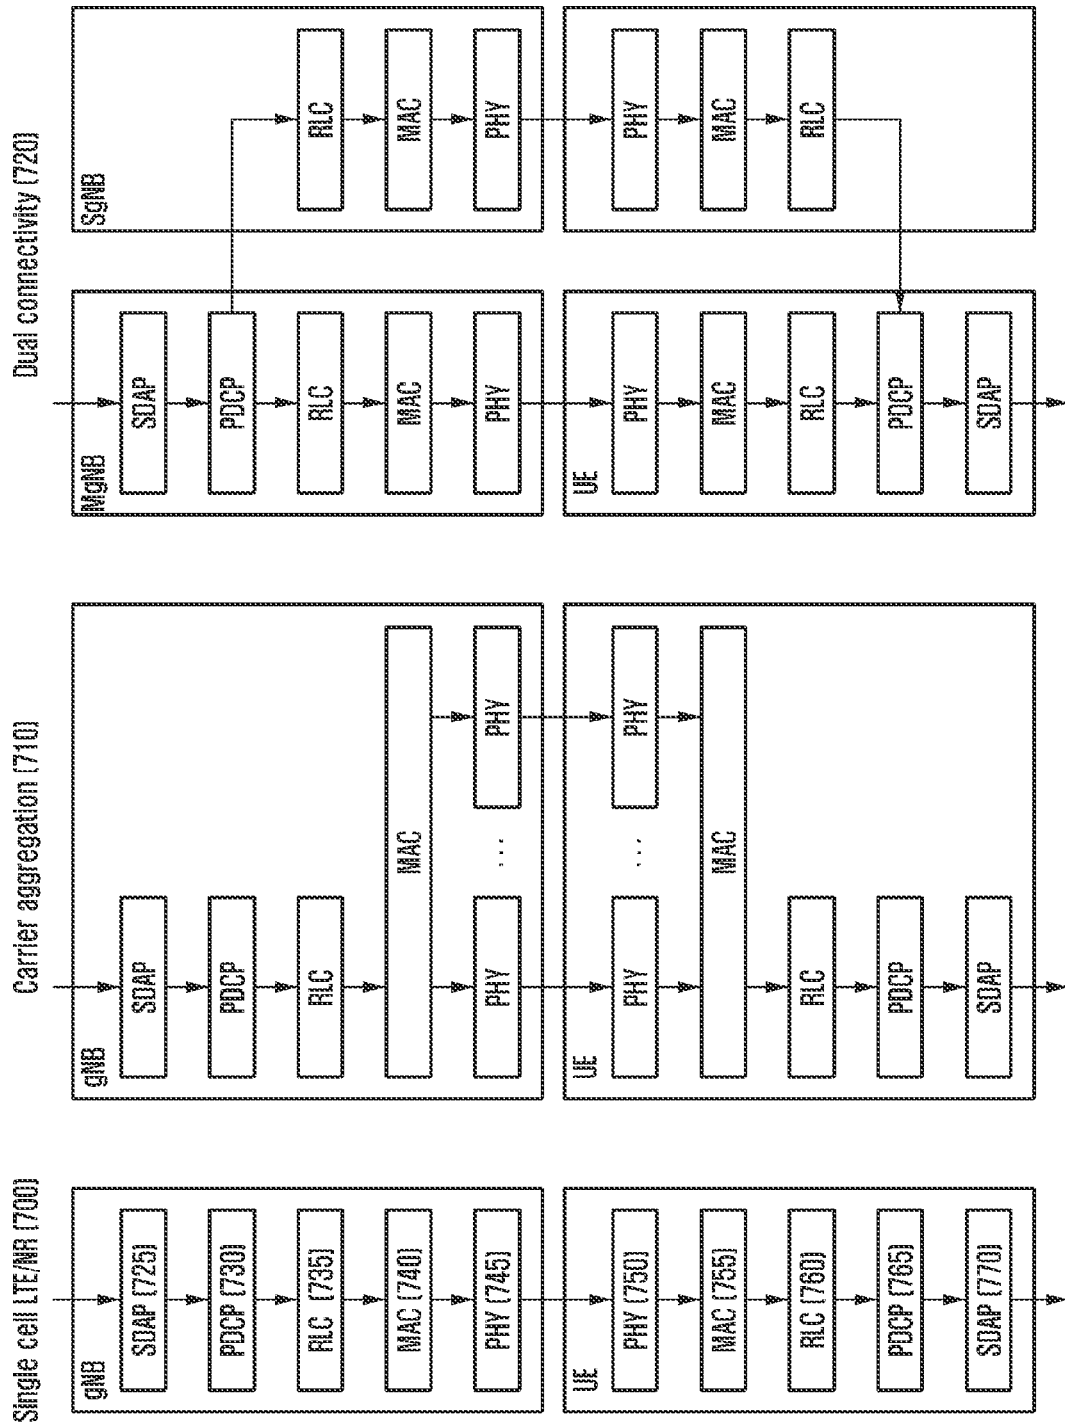 Single cell LTE/NR (700)
gNB
SDAP (725)
PDCP (730)
RLC (735)
MAC (740)
PHY (745)
UE
PHY (750)
MAC (755)
RLC (760)
PDCP (765)
SDAP (770)
Carrier aggregation (710)
gNB
SDAP
PDCP
RLC
MAC
PHY ... PHY
UE
PHY ... PHY
MAC
RLC
PDCP
SDAP
Dual connectivity (720)
MgNB
SDAP
PDCP
RLC
MAC
PHY
SgNB
RLC
MAC
PHY
UE
PHY
MAC
RLC
PDCP
SDAP
PHY
MAC
RLC